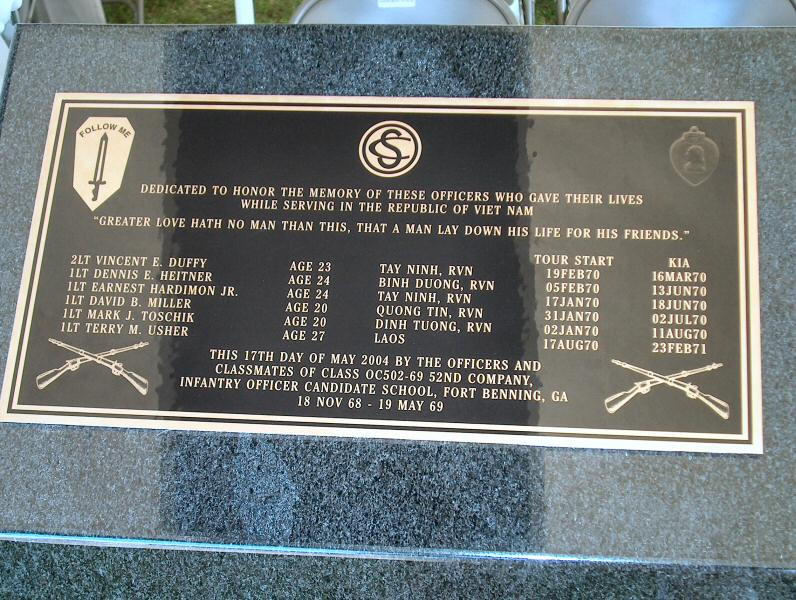 FOLLOW ME
OCS
DEDICATED TO HONOR THE MEMORY OF THESE OFFICERS WHO GAVE THEIR LIVES
WHILE SERVING IN THE REPUBLIC OF VIET NAM
"GREATER LOVE HATH NO MAN THAN THIS, THAT A MAN LAY DOWN HIS LIFE FOR HIS FRIENDS."
TOUR START KIA
2LT VINCENT E. DUFFY AGE 23 TAY NINH, RVN 19FEB70 16MAR70
1LT DENNIS E. HEITNER AGE 24 BINH DUONG, RVN 05FEB70 13JUN70
1LT EARNEST HARDIMON JR. AGE 24 TAY NINH, RVN 17JAN70 18JUN70
1LT DAVID B. MILLER AGE 20 QUONG TIN, RVN 31JAN70 02JUL70
1LT MARK J. TOSCHIK AGE 20 DINH TUONG, RVN 02JAN70 11AUG70
1LT TERRY M. USHER AGE 27 LAOS 17AUG70 23FEB71
THIS 17TH DAY OF MAY 2004 BY THE OFFICERS AND
CLASSMATES OF CLASS OC502-69 52ND COMPANY,
INFANTRY OFFICER CANDIDATE SCHOOL, FORT BENNING, GA
18 NOV 68 - 19 MAY 69